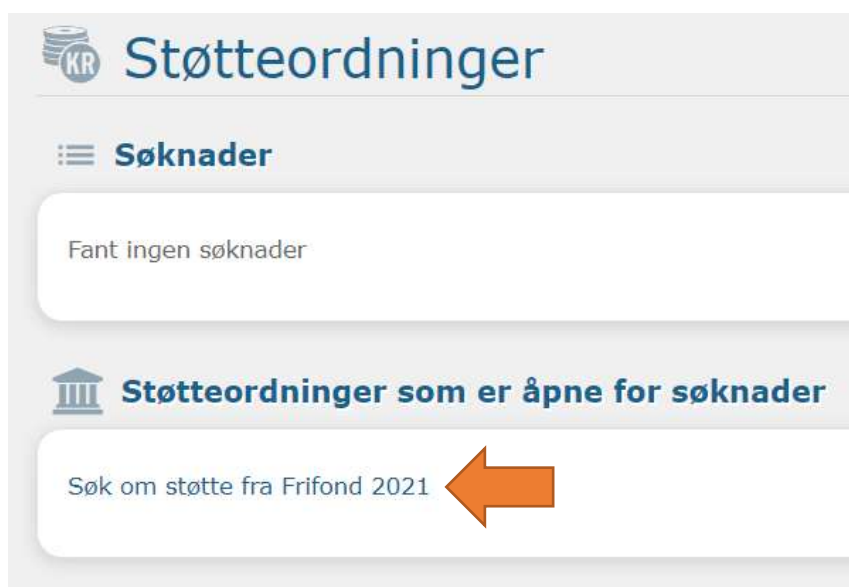 KR
Støtteordninger
Søknader
Fant ingen søknader
Støtteordninger som er åpne for søknader
Søk om støtte fra Frifond 2021